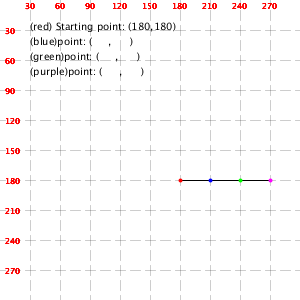 30 60 90 120 150 180 210 240 270
30
(red) Starting point: (180,180)
(blue)point: (     ,      )
(green)point: (     ,      )
60
(purple)point: (      ,      )
90
120
150
180
210
240
270